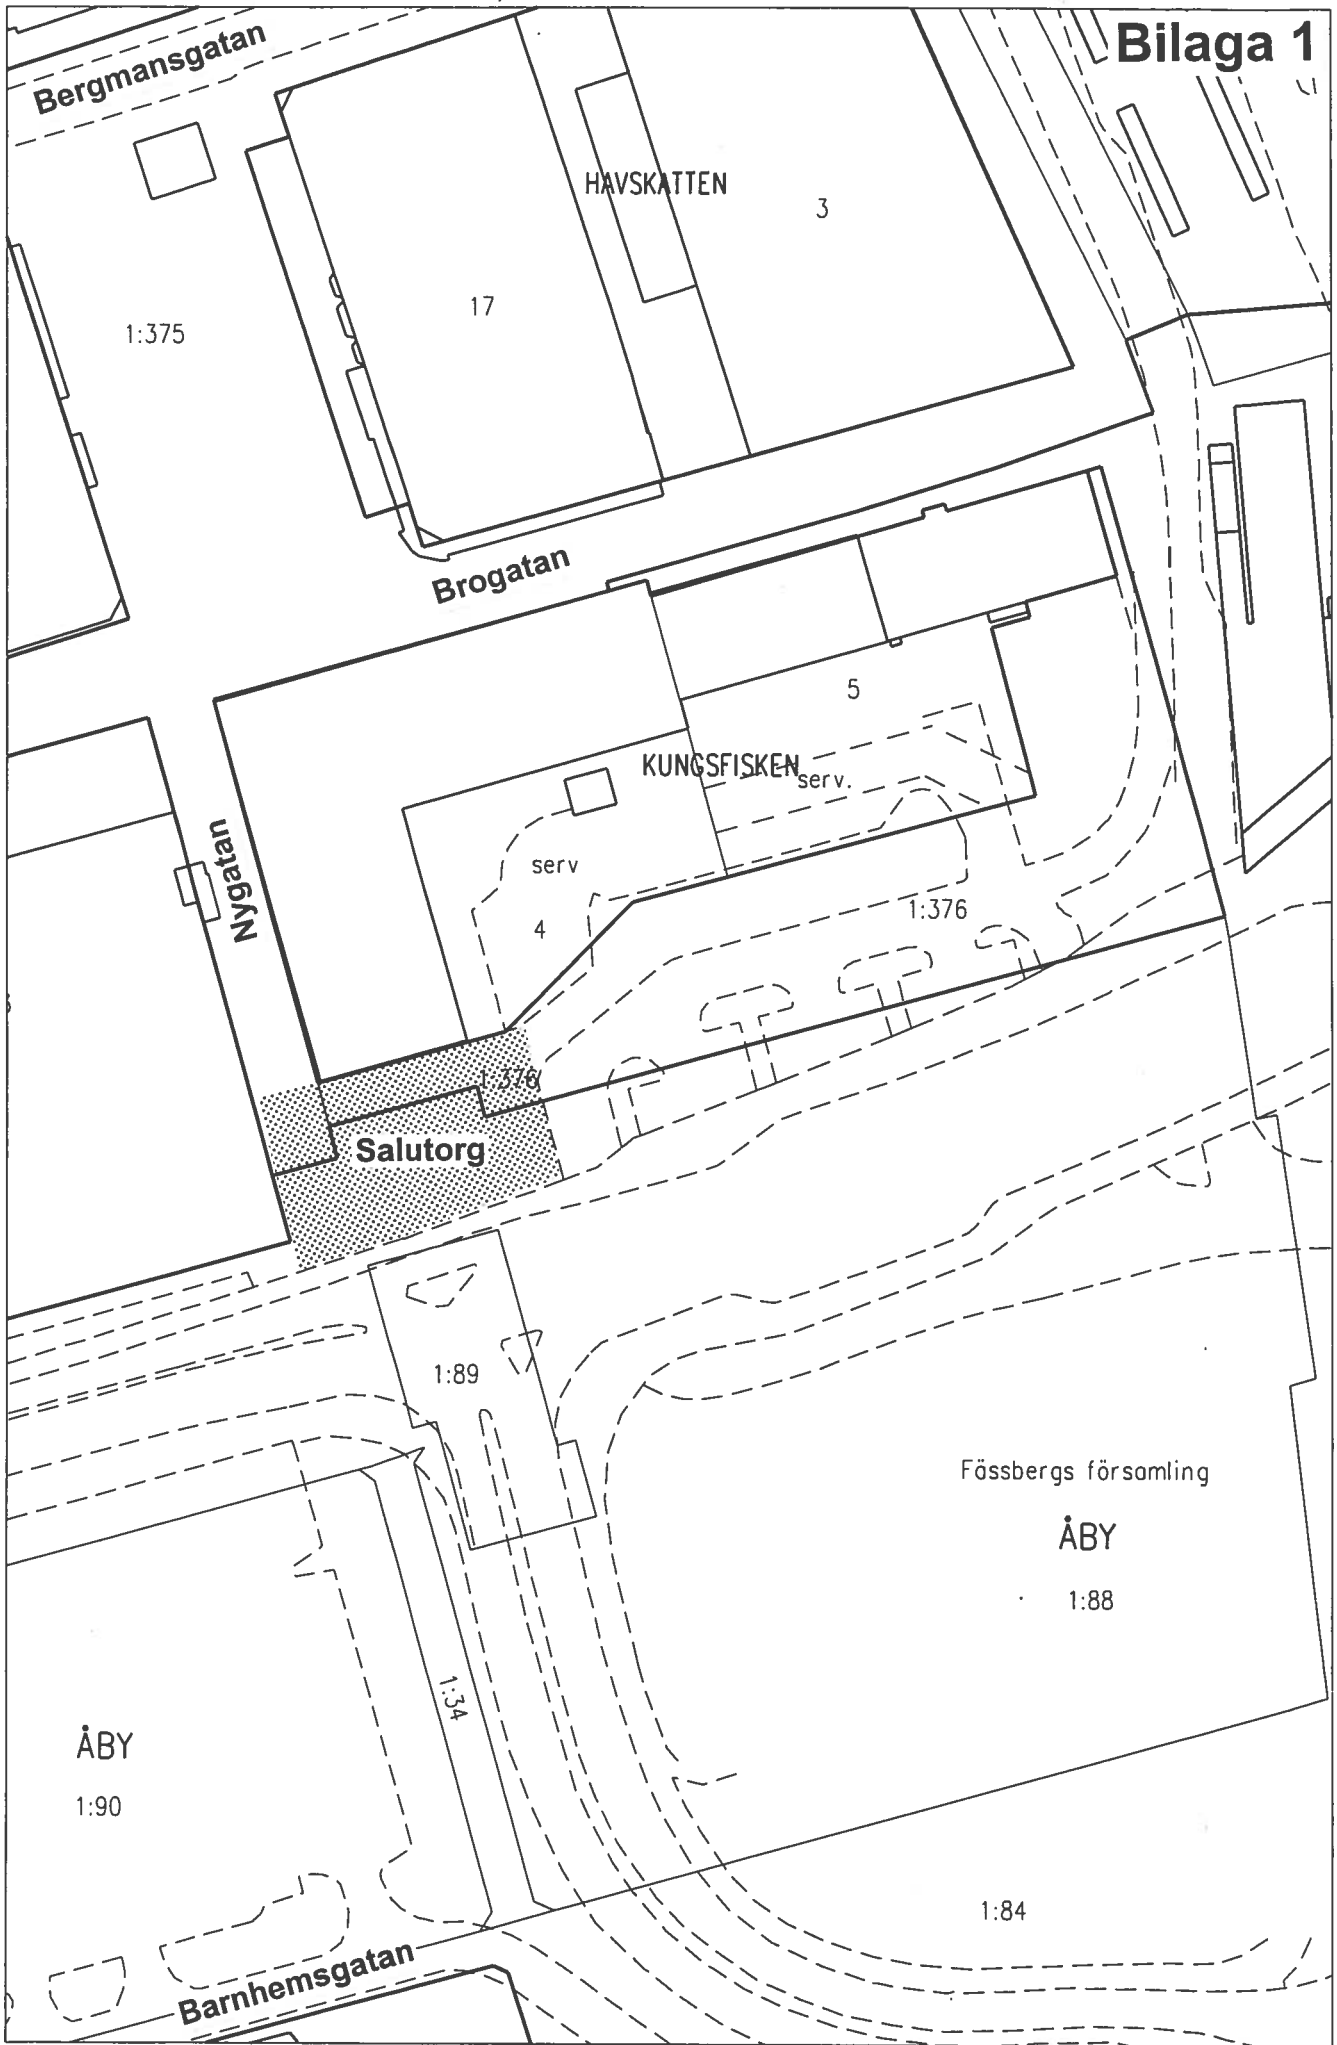 Bilaga 1
Bergmansgatan
HAVSKATTEN
3
17
1:375
Brogatan
5
KUNGSFISKEN
serv.
Nygatan
serv
4
1:376
1:376
Salutorg
1:89
Fässbergs församling
ÅBY
1:88
1:34
ÅBY
1:90
1:84
Barnhemsgatan